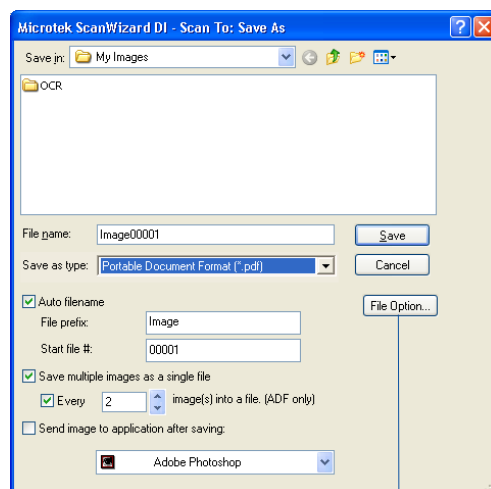 Microtek ScanWizard DI - Scan To: Save As
Save in: My Images
OCR
File name: Image00001 Save
Save as type: Portable Document Format (*.pdf) Cancel
Auto filename File Option...
File prefix: Image
Start file #: 00001
Save multiple images as a single file
Every 2 image(s) into a file. (ADF only)
Send image to application after saving:
Adobe Photoshop